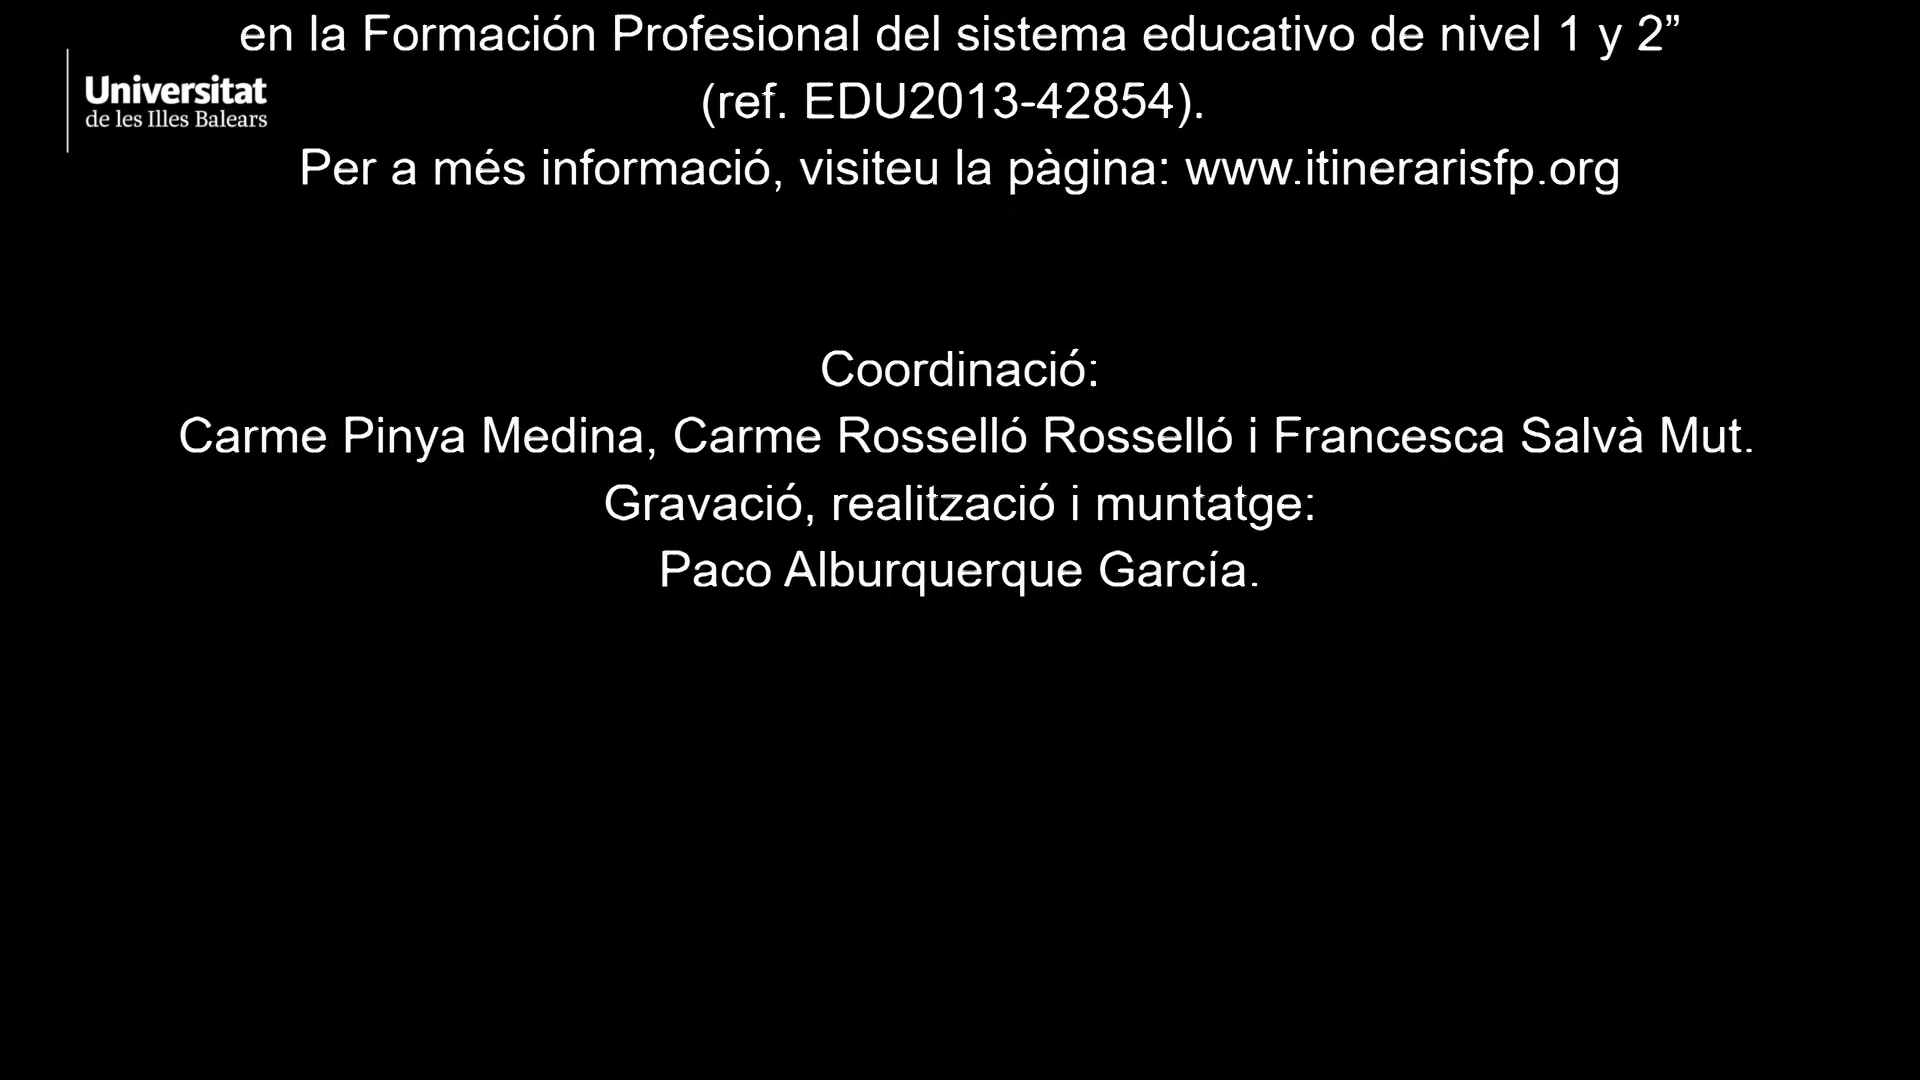 en la Formación Profesional del sistema educativo de nivel 1 y 2”
Universitat
de les Illes Balears
(ref. EDU2013-42854).
Per a més informació, visiteu la pàgina: www.itinerarisfp.org
Coordinació:
Carme Pinya Medina, Carme Rosselló Rosselló i Francesca Salvà Mut.
Gravació, realització i muntatge:
Paco Alburquerque García.